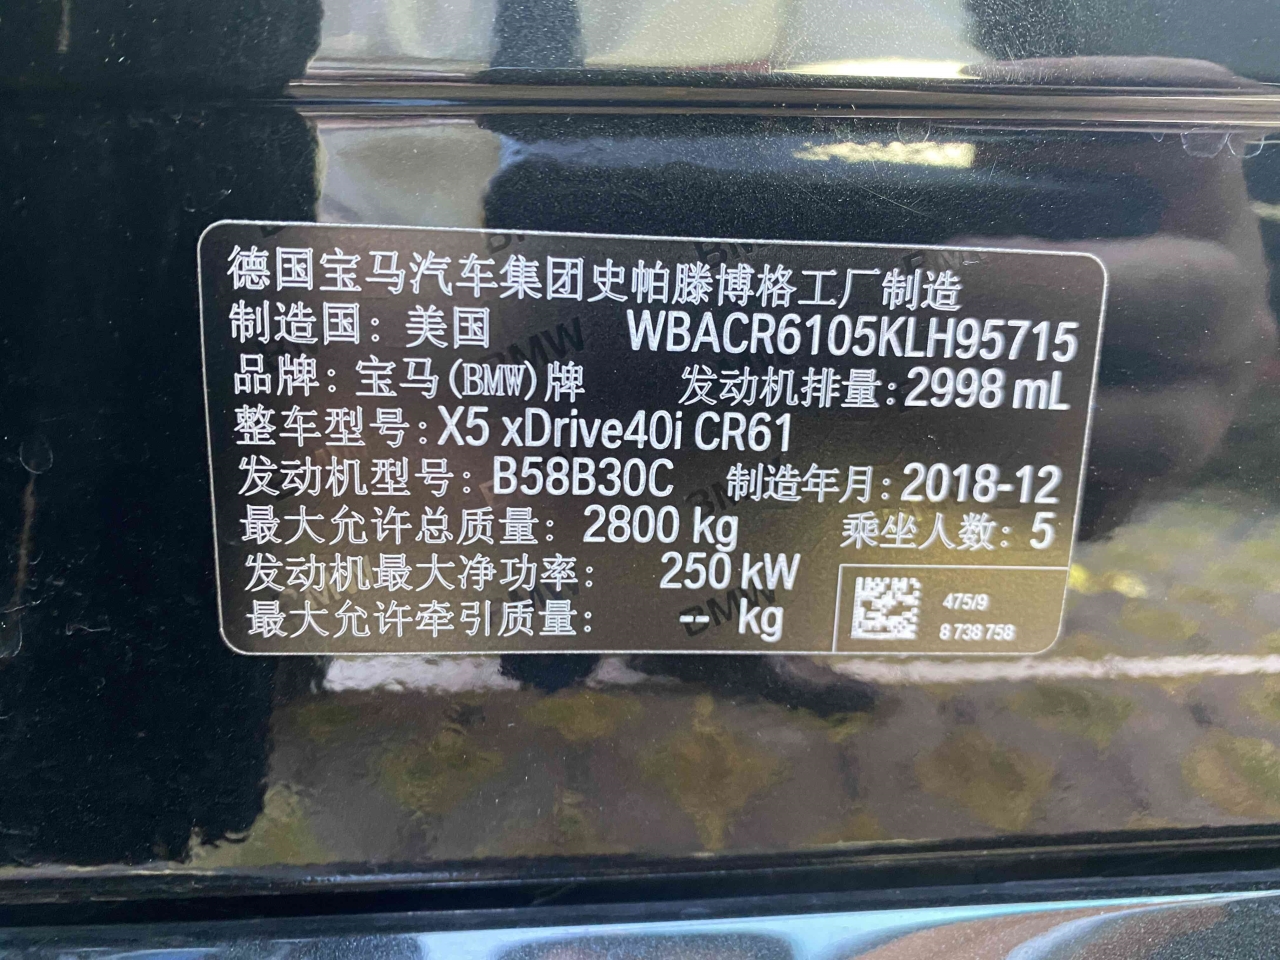 德国宝马汽车集团史帕滕博格工厂制造
制造国：美国 WBACR6105KLH95715
品牌：宝马(BMW)牌 发动机排量：2998 mL
整车型号：X5 xDrive40i CR61
发动机型号：B58B30C 制造年月：2018-12
最大允许总质量：2800 kg 乘坐人数：5
发动机最大净功率：250 kW
最大允许牵引质量：-- kg
475/9
8 738 758